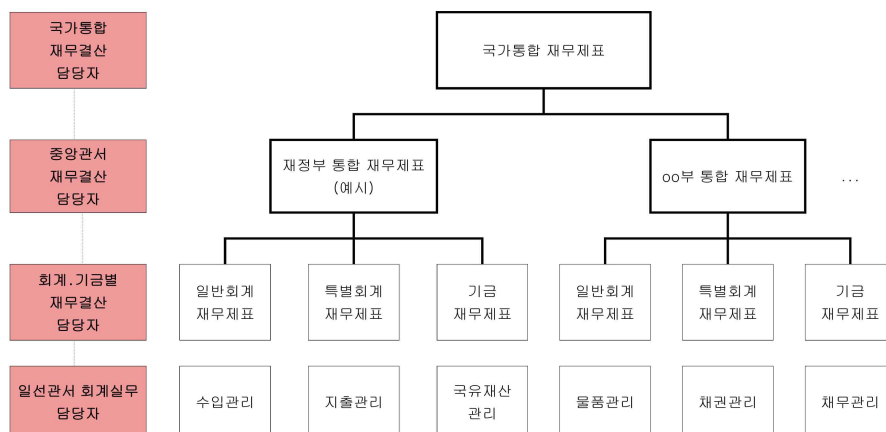 국가통합
재무결산
담당자
국가통합 재무제표
중앙관서
재무결산
담당자
재정부 통합 재무제표
(예시)
oo부 통합 재무제표
...
회계.기금별
재무결산
담당자
일반회계
재무제표
특별회계
재무제표
기금
재무제표
일반회계
재무제표
특별회계
재무제표
기금
재무제표
일선관서 회계실무
담당자
수입관리
지출관리
국유재산
관리
물품관리
채권관리
채무관리